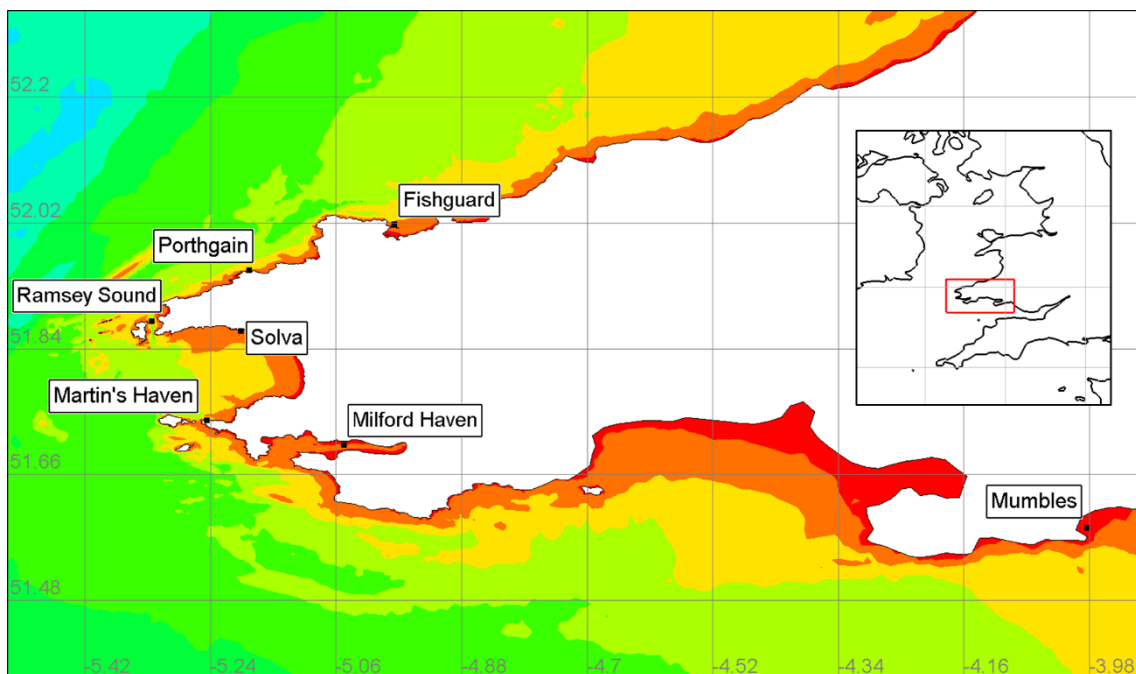 52.2
Fishguard
52.02
Porthgain
Ramsey Sound
Solva
51.84
Martin's Haven
Milford Haven
51.66
Mumbles
51.48
-5.42
-5.24
-5.06
-4.88
-4.7
-4.52
-4.34
-4.16
-3.98